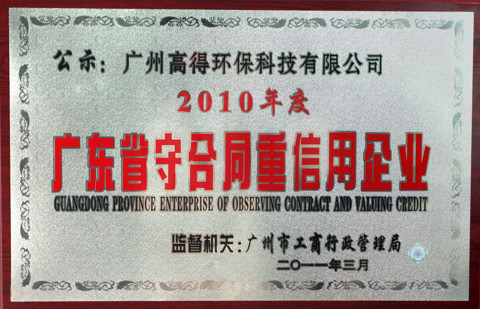 公示：广州高得环保科技有限公司
2010年度
广东省守合同重信用企业
GUANGDONG PROVINCE ENTERPRISE OF OBSERVING CONTRACT AND VALUING CREDIT
监督机关：广州市工商行政管理局
二〇一一年三月